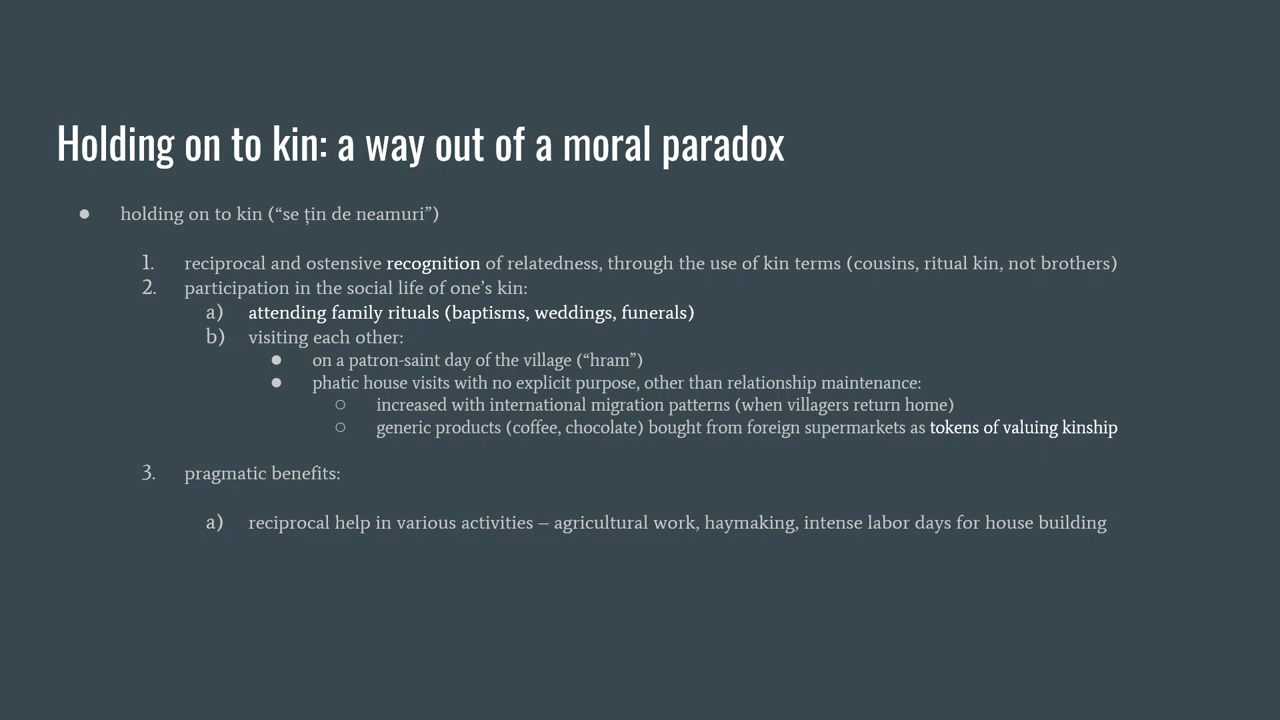 Holding on to kin: a way out of a moral paradox
● holding on to kin (“se țin de neamuri”)
1. reciprocal and ostensive recognition of relatedness, through the use of kin terms (cousins, ritual kin, not brothers)
2. participation in the social life of one’s kin:
a) attending family rituals (baptisms, weddings, funerals)
b) visiting each other:
● on a patron-saint day of the village (“hram”)
● phatic house visits with no explicit purpose, other than relationship maintenance:
○ increased with international migration patterns (when villagers return home)
○ generic products (coffee, chocolate) bought from foreign supermarkets as tokens of valuing kinship
3. pragmatic benefits:
a) reciprocal help in various activities – agricultural work, haymaking, intense labor days for house building